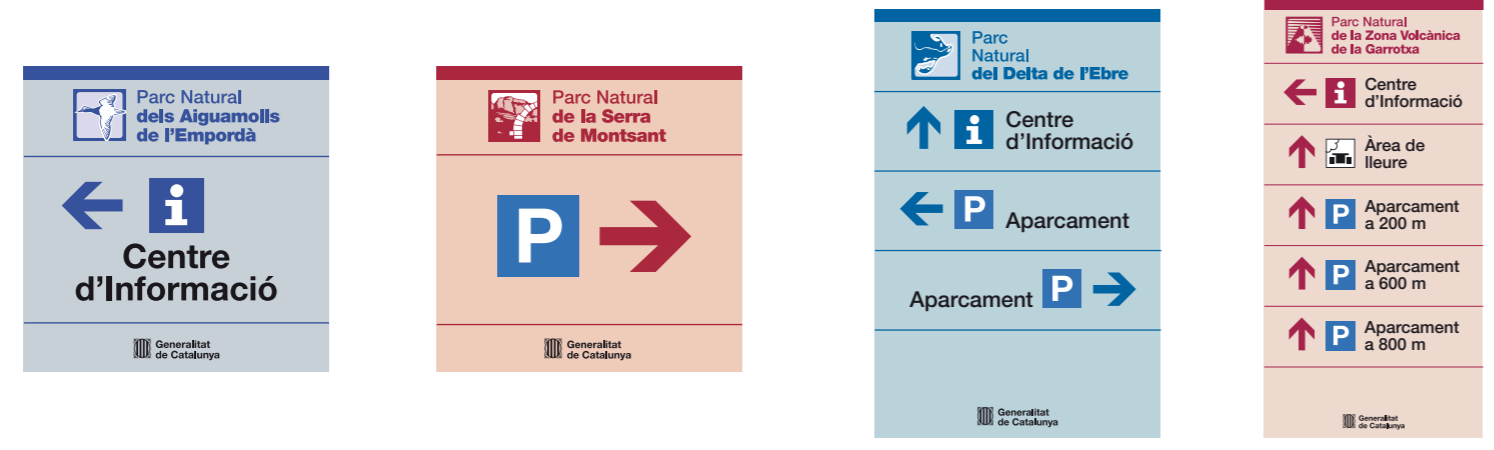 Parc Natural
dels Aiguamolls
de l'Empordà
i
Centre
d'Informació
Generalitat
de Catalunya
Parc Natural
de la Serra
de Montsant
P
Generalitat
de Catalunya
Parc
Natural
del Delta de l'Ebre
i
Centre
d'Informació
P
Aparcament
Aparcament P
Generalitat
de Catalunya
Parc Natural
de la Zona Volcànica
de la Garrotxa
i
Centre
d'Informació
Àrea de
lleure
P
Aparcament
a 200 m
P
Aparcament
a 600 m
P
Aparcament
a 800 m
Generalitat
de Catalunya